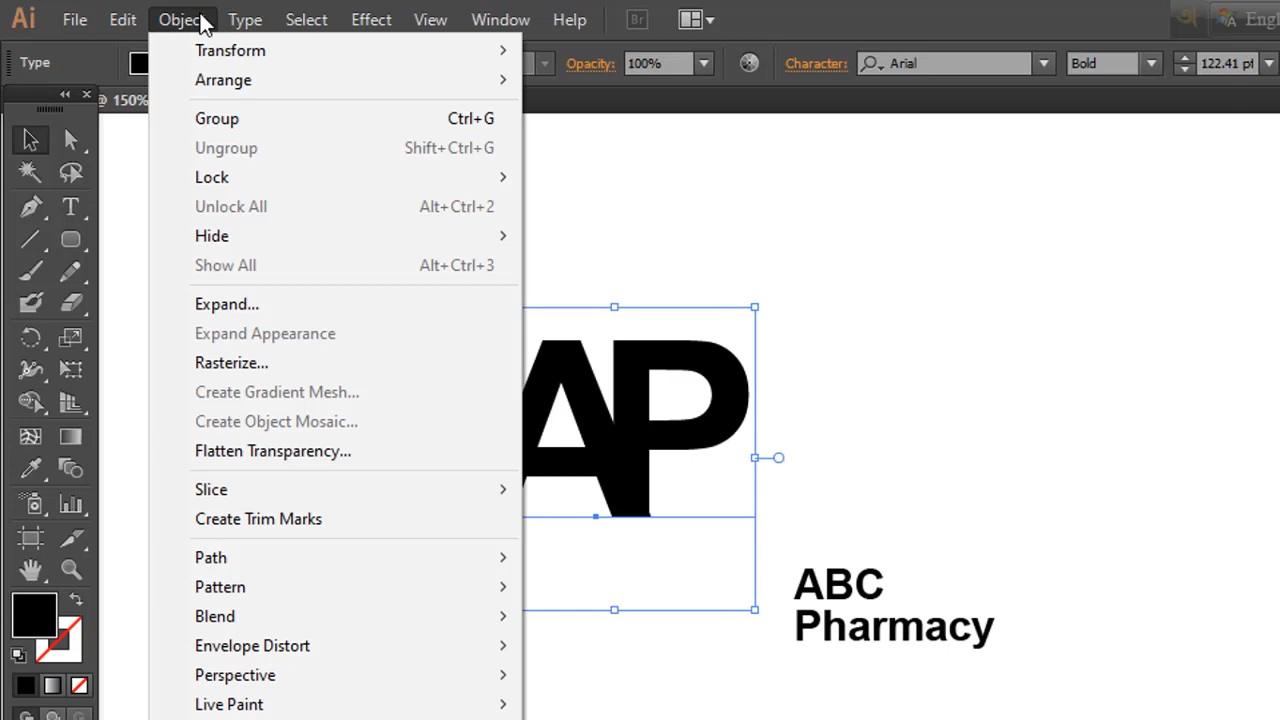 Ai File Edit Object Type Select Effect View Window Help Br
Type Opacity: 100% Character: Arial Bold 122.41 pt
@ 150%
Transform
Arrange
Group Ctrl+G
Ungroup Shift+Ctrl+G
Lock
Unlock All Alt+Ctrl+2
Hide
Show All Alt+Ctrl+3
Expand...
Expand Appearance
Rasterize...
Create Gradient Mesh...
Create Object Mosaic...
Flatten Transparency...
Slice
Create Trim Marks
Path
Pattern
Blend
Envelope Distort
Perspective
Live Paint
AP
ABC
Pharmacy